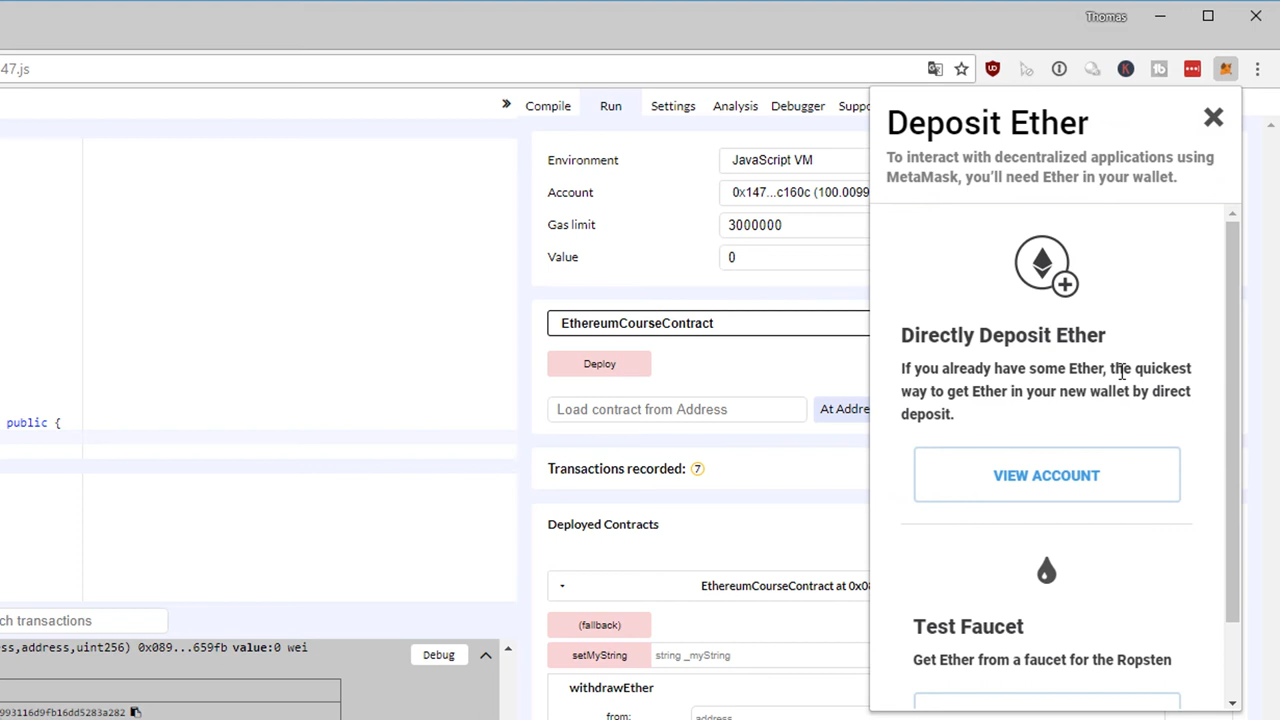 Thomas
47.js
Compile
Run
Settings
Analysis
Debugger
Suppo
Environment
JavaScript VM
Account
0x147...c160c (100.0099
Gas limit
3000000
Value
0
EthereumCourseContract
Deploy
Load contract from Address
At Addre
Transactions recorded: 7
Deployed Contracts
EthereumCourseContract at 0x08
(fallback)
setMyString
string _myString
withdrawEther
from:
address
public {
ch transactions
ss,address,uint256) 0x089...659fb value:0 wei
Debug
993116d9fb16dd5283a282
Deposit Ether
To interact with decentralized applications using
MetaMask, you’ll need Ether in your wallet.
Directly Deposit Ether
If you already have some Ether, the quickest
way to get Ether in your new wallet by direct
deposit.
VIEW ACCOUNT
Test Faucet
Get Ether from a faucet for the Ropsten